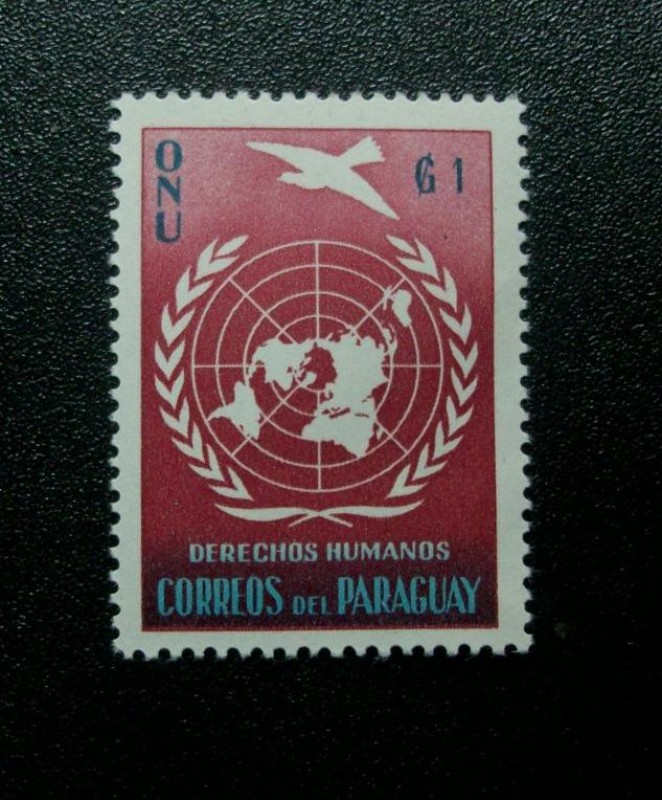 ONU
₲ 1
DERECHOS HUMANOS
CORREOS DEL PARAGUAY